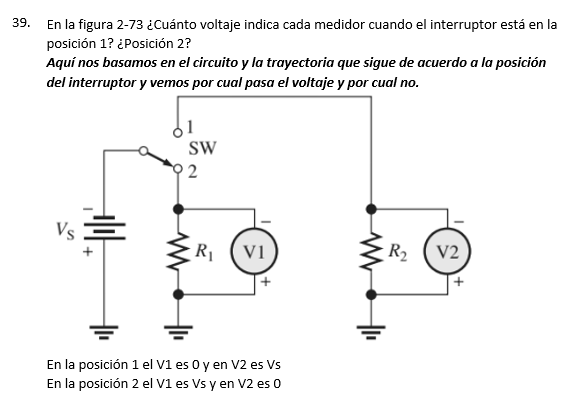 39. En la figura 2-73 ¿Cuánto voltaje indica cada medidor cuando el interruptor está en la
posición 1? ¿Posición 2?
Aquí nos basamos en el circuito y la trayectoria que sigue de acuerdo a la posición
del interruptor y vemos por cual pasa el voltaje y por cual no.
1
SW
2
−
VS
+
R1
−
V1
+
R2
−
V2
+
En la posición 1 el V1 es 0 y en V2 es Vs
En la posición 2 el V1 es Vs y en V2 es 0